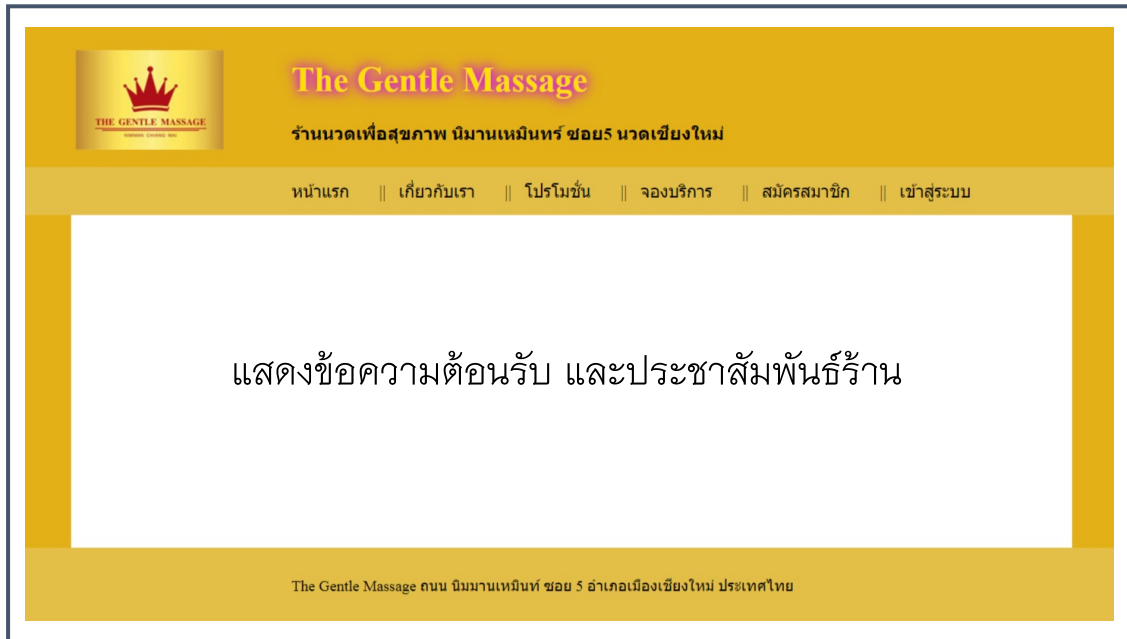 THE GENTLE MASSAGE
NIMMAN CHIANG MAI
The Gentle Massage
ร้านนวดเพื่อสุขภาพ นิมานเหมินทร์ ซอย5 นวดเชียงใหม่
หน้าแรก || เกี่ยวกับเรา || โปรโมชั่น || จองบริการ || สมัครสมาชิก || เข้าสู่ระบบ
แสดงข้อความต้อนรับ และประชาสัมพันธ์ร้าน
The Gentle Massage ถนน นิมมานเหมินท์ ซอย 5 อำเภอเมืองเชียงใหม่ ประเทศไทย